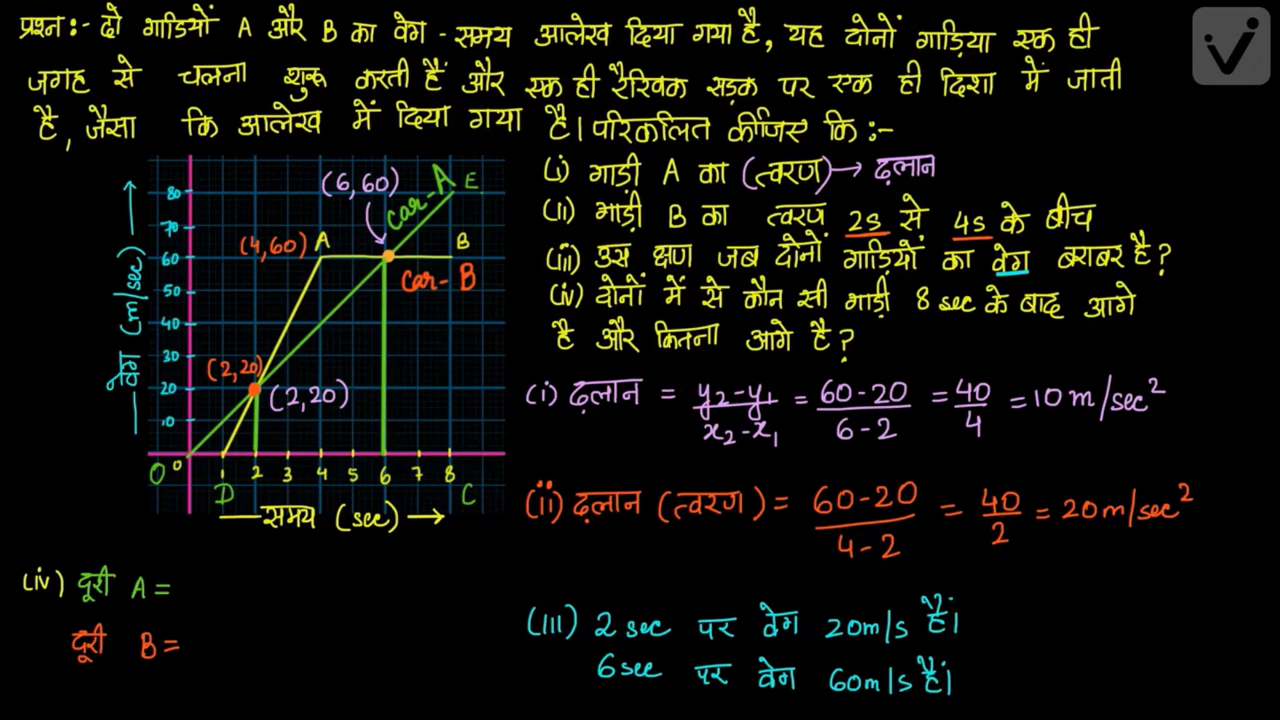 प्रश्न:- दो गाडियों A और B का वेग - समय आलेख दिया गया है, यह दोनों गाड़िया एक ही
जगह से चलना शुरू करती हैं और एक ही रैखिक सड़क पर एक ही दिशा में जाती
है, जैसा कि आलेख में दिया गया है। परिकलित कीजिए कि :-
(i) गाड़ी A का (त्वरण) → ढ़लान
(ii) गाड़ी B का त्वरण 2s से 4s के बीच
(iii) उस क्षण जब दोनों गाड़ियों का वेग बराबर है?
(iv) दोनों में से कौन सी गाड़ी 8 sec के बाद आगे
है और कितना आगे है?
वेग (m/sec)
80
70
60
50
40
30
20
10
0
O
1 2 3 4 5 6 7 8
D
C
समय (sec)
(6,60)
car-A E
(4,60) A
B
car-B
(2,20)
(2,20)
(i) ढ़लान = y₂-y₁/x₂-x₁ = 60-20/6-2 = 40/4 = 10 m/sec²
(ii) ढ़लान (त्वरण) = 60-20/4-2 = 40/2 = 20 m/sec²
(iv) दूरी A =
दूरी B =
(III) 2 sec पर वेग 20m/s हैं।
6 sec पर वेग 60m/s हैं।